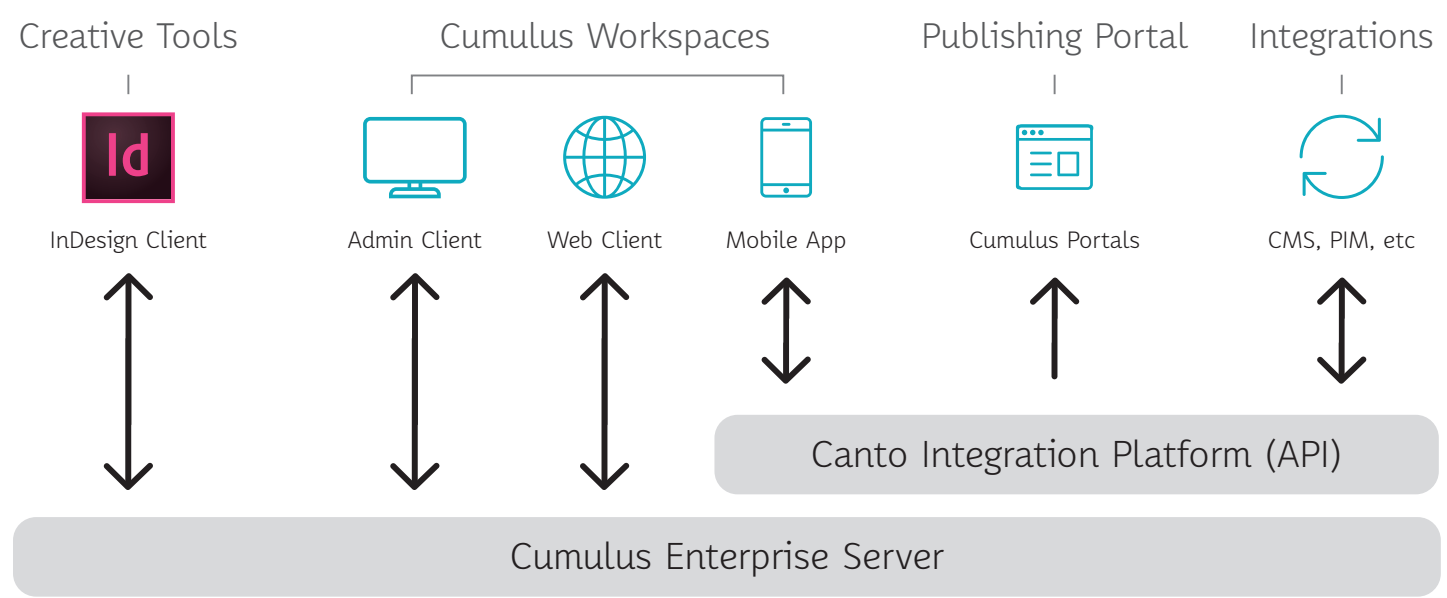 Creative Tools
Cumulus Workspaces
Publishing Portal
Integrations
Id
InDesign Client
Admin Client
Web Client
Mobile App
Cumulus Portals
CMS, PIM, etc
Canto Integration Platform (API)
Cumulus Enterprise Server